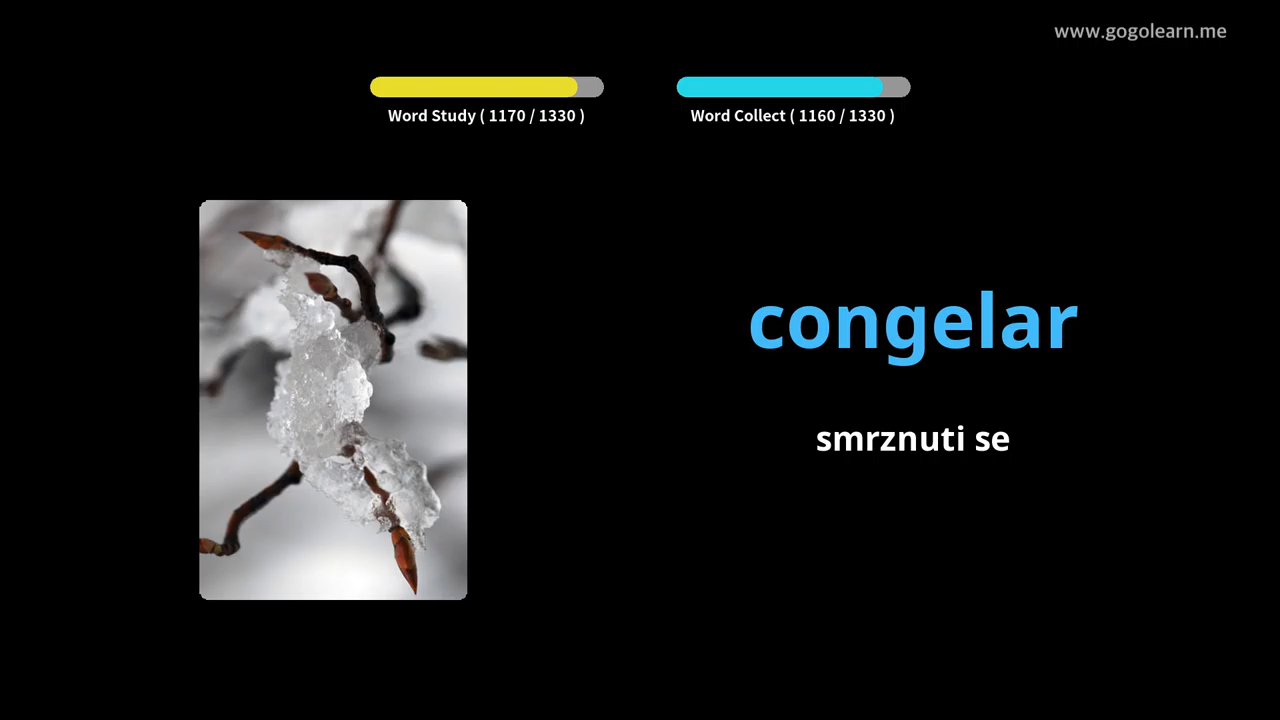 www.gogolearn.me
Word Study ( 1170 / 1330 )
Word Collect ( 1160 / 1330 )
congelar
smrznuti se